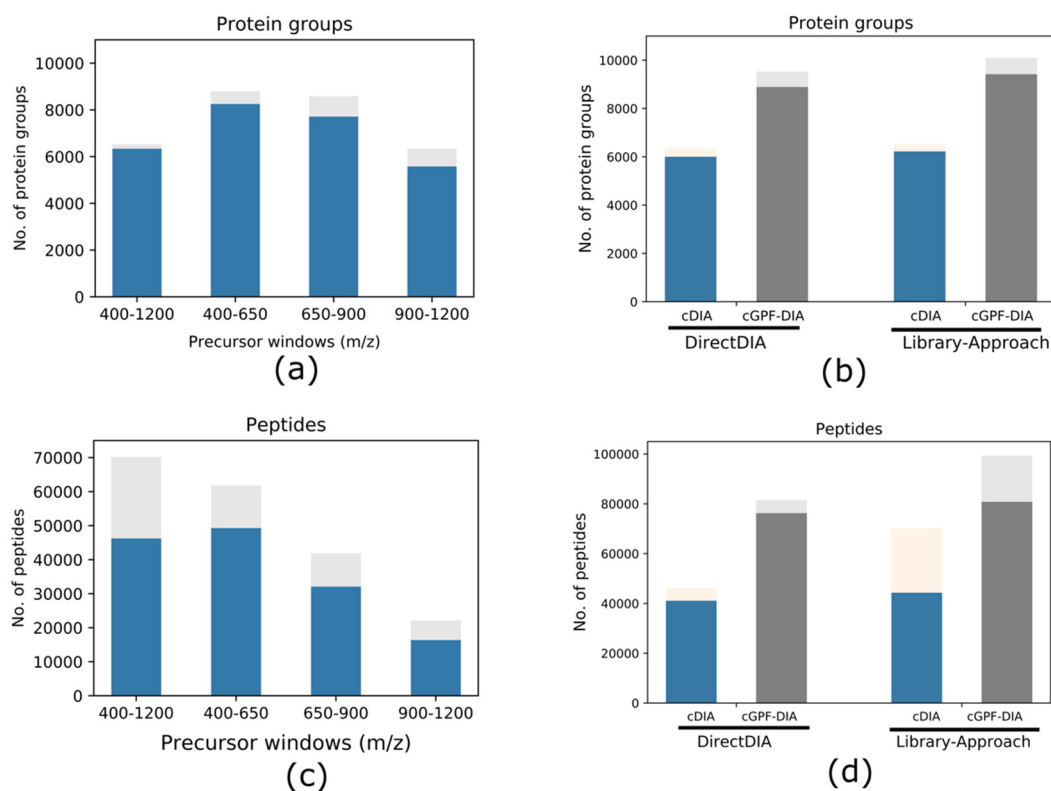 Protein groups
No. of protein groups
10000
8000
6000
4000
2000
0
400-1200 400-650 650-900 900-1200
Precursor windows (m/z)
(a)
Protein groups
No. of protein groups
10000
8000
6000
4000
2000
0
cDIA cGPF-DIA cDIA cGPF-DIA
DirectDIA Library-Approach
(b)
Peptides
No. of peptides
70000
60000
50000
40000
30000
20000
10000
0
400-1200 400-650 650-900 900-1200
Precursor windows (m/z)
(c)
Peptides
No. of peptides
100000
80000
60000
40000
20000
0
cDIA cGPF-DIA cDIA cGPF-DIA
DirectDIA Library-Approach
(d)